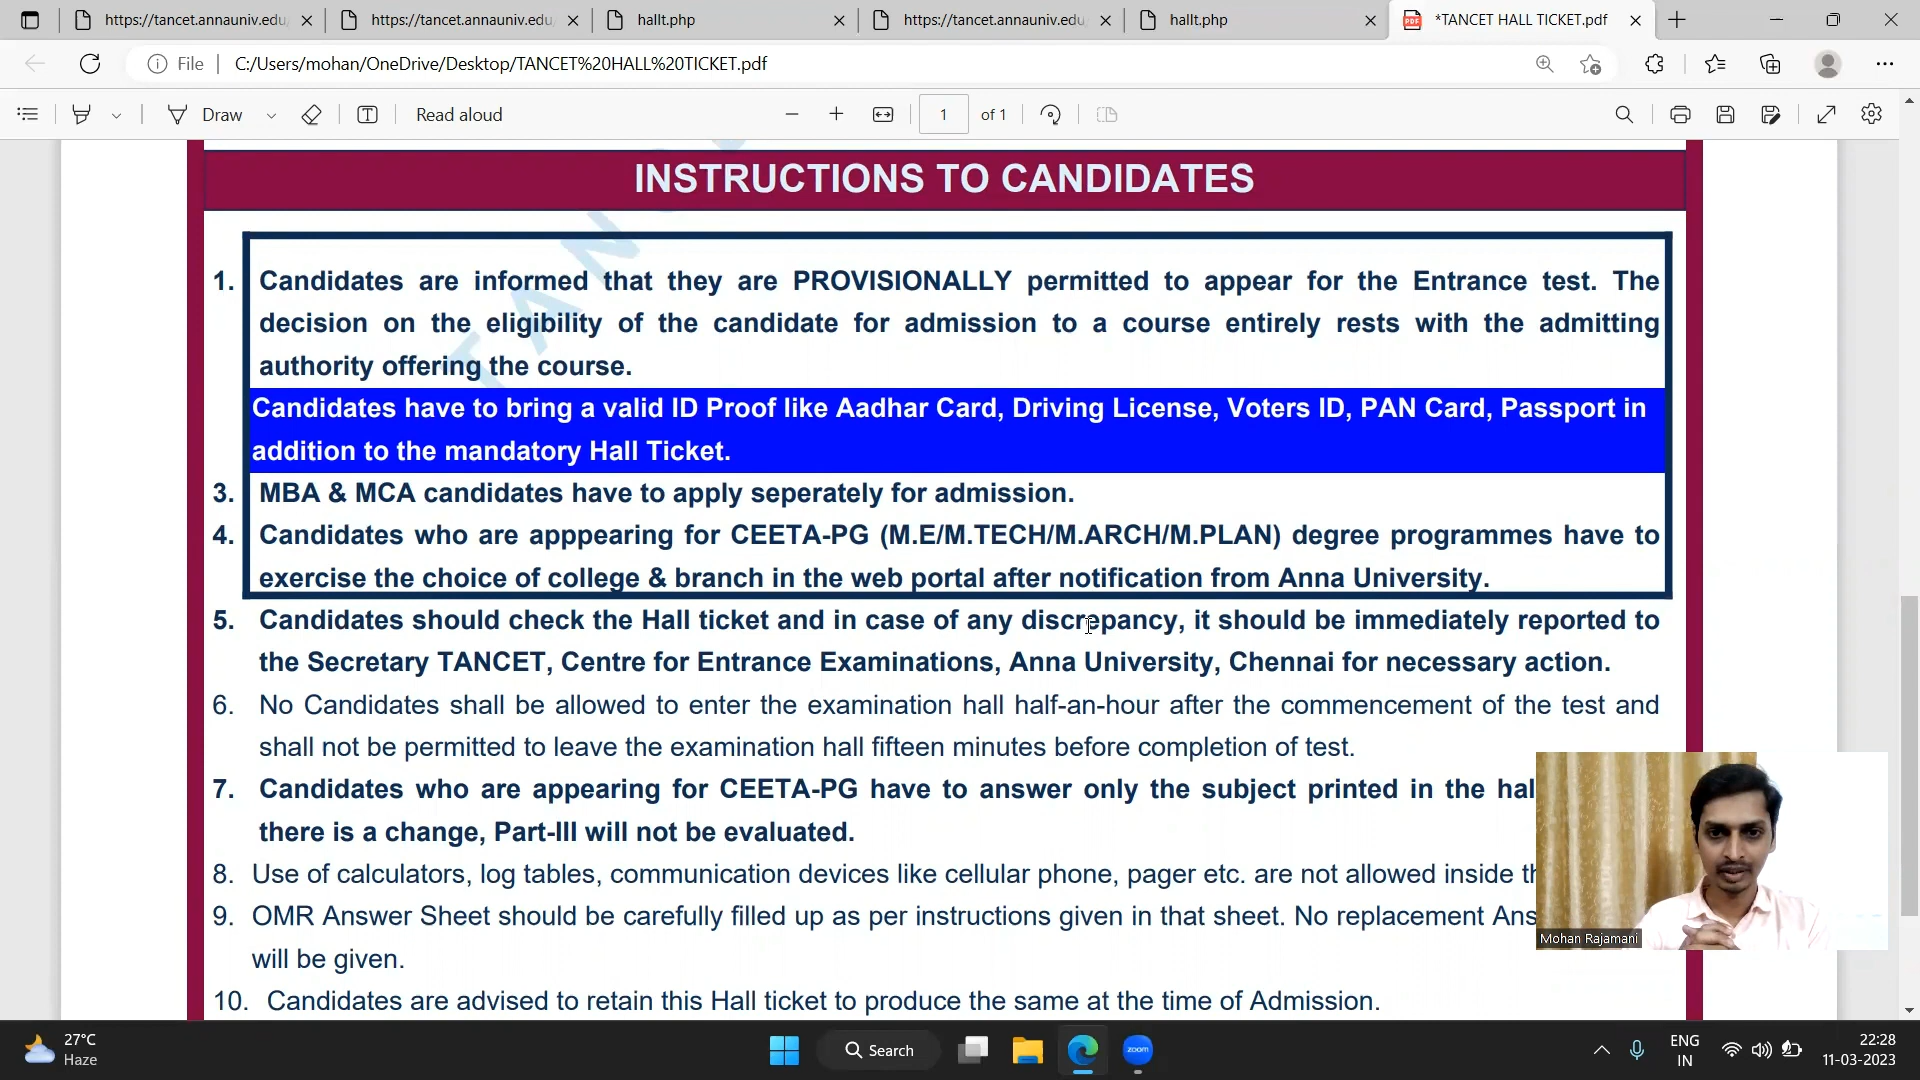 https://tancet.annauniv.edu
https://tancet.annauniv.edu
hallt.php
https://tancet.annauniv.edu
hallt.php
*TANCET HALL TICKET.pdf
File
C:/Users/mohan/OneDrive/Desktop/TANCET%20HALL%20TICKET.pdf
Draw
Read aloud
1
of 1
INSTRUCTIONS TO CANDIDATES
1. Candidates are informed that they are PROVISIONALLY permitted to appear for the Entrance test. The
decision on the eligibility of the candidate for admission to a course entirely rests with the admitting
authority offering the course.
Candidates have to bring a valid ID Proof like Aadhar Card, Driving License, Voters ID, PAN Card, Passport in
addition to the mandatory Hall Ticket.
3. MBA & MCA candidates have to apply seperately for admission.
4. Candidates who are apppearing for CEETA-PG (M.E/M.TECH/M.ARCH/M.PLAN) degree programmes have to
exercise the choice of college & branch in the web portal after notification from Anna University.
5. Candidates should check the Hall ticket and in case of any discrepancy, it should be immediately reported to
the Secretary TANCET, Centre for Entrance Examinations, Anna University, Chennai for necessary action.
6. No Candidates shall be allowed to enter the examination hall half-an-hour after the commencement of the test and
shall not be permitted to leave the examination hall fifteen minutes before completion of test.
7. Candidates who are appearing for CEETA-PG have to answer only the subject printed in the hal
there is a change, Part-III will not be evaluated.
8. Use of calculators, log tables, communication devices like cellular phone, pager etc. are not allowed inside th
9. OMR Answer Sheet should be carefully filled up as per instructions given in that sheet. No replacement Ans
will be given.
10. Candidates are advised to retain this Hall ticket to produce the same at the time of Admission.
Mohan Rajamani
27°C
Haze
Search
zoom
ENG
IN
22:28
11-03-2023